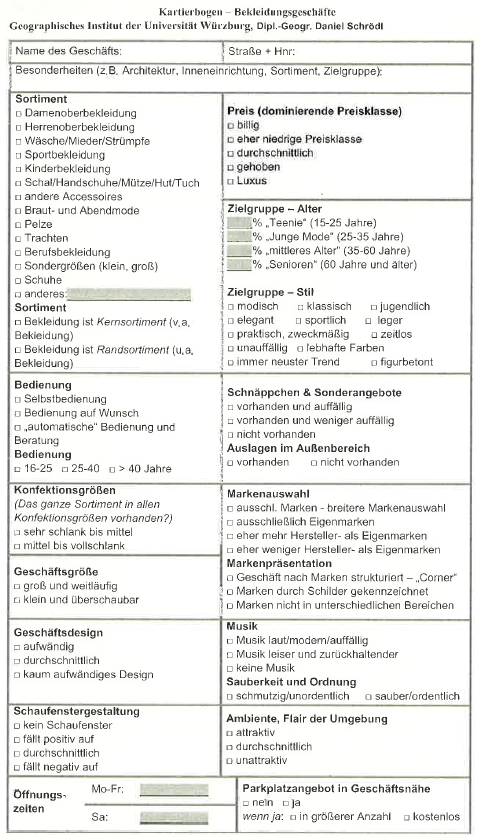 Kartierbogen – Bekleidungsgeschäfte
Geographisches Institut der Universität Würzburg, Dipl.-Geogr. Daniel Schrödl
Name des Geschäfts:
Straße + Hnr:
Besonderheiten (z.B. Architektur, Inneneinrichtung, Sortiment, Zielgruppe):
Sortiment
□ Damenoberbekleidung
□ Herrenoberbekleidung
□ Wäsche/Mieder/Strümpfe
□ Sportbekleidung
□ Kinderbekleidung
□ Schal/Handschuhe/Mütze/Hut/Tuch
□ andere Accessoires
□ Braut- und Abendmode
□ Pelze
□ Trachten
□ Berufsbekleidung
□ Sondergrößen (klein, groß)
□ Schuhe
□ anderes:
Sortiment
□ Bekleidung ist Kernsortiment (v.a.
Bekleidung)
□ Bekleidung ist Randsortiment (u.a.
Bekleidung)
Preis (dominierende Preisklasse)
□ billig
□ eher niedrige Preisklasse
□ durchschnittlich
□ gehoben
□ Luxus
Zielgruppe – Alter
% „Teenie" (15-25 Jahre)
% „Junge Mode" (25-35 Jahre)
% „mittleres Alter" (35-60 Jahre)
% „Senioren" (60 Jahre und älter)
Zielgruppe – Stil
□ modisch □ klassisch □ jugendlich
□ elegant □ sportlich □ leger
□ praktisch, zweckmäßig □ zeitlos
□ unauffällig □ lebhafte Farben
□ immer neuster Trend □ figurbetont
Bedienung
□ Selbstbedienung
□ Bedienung auf Wunsch
□ „automatische" Bedienung und
Beratung
Bedienung
□ 16-25 □ 25-40 □ > 40 Jahre
Schnäppchen & Sonderangebote
□ vorhanden und auffällig
□ vorhanden und weniger auffällig
□ nicht vorhanden
Auslagen im Außenbereich
□ vorhanden □ nicht vorhanden
Konfektionsgrößen
(Das ganze Sortiment in allen
Konfektionsgrößen vorhanden?)
□ sehr schlank bis mittel
□ mittel bis vollschlank
Geschäftsgröße
□ groß und weitläufig
□ klein und überschaubar
Markenauswahl
□ ausschl. Marken - breitere Markenauswahl
□ ausschließlich Eigenmarken
□ eher mehr Hersteller- als Eigenmarken
□ eher weniger Hersteller- als Eigenmarken
Markenpräsentation
□ Geschäft nach Marken strukturiert – „Corner"
□ Marken durch Schilder gekennzeichnet
□ Marken nicht in unterschiedlichen Bereichen
Geschäftsdesign
□ aufwändig
□ durchschnittlich
□ kaum aufwändiges Design
Musik
□ Musik laut/modern/auffällig
□ Musik leiser und zurückhaltender
□ keine Musik
Sauberkeit und Ordnung
□ schmutzig/unordentlich □ sauber/ordentlich
Schaufenstergestaltung
□ kein Schaufenster
□ fällt positiv auf
□ durchschnittlich
□ fällt negativ auf
Ambiente, Flair der Umgebung
□ attraktiv
□ durchschnittlich
□ unattraktiv
Öffnungs-
zeiten
Mo-Fr:
Sa:
Parkplatzangebot in Geschäftsnähe
□ nein □ ja
wenn ja: □ in größerer Anzahl □ kostenlos